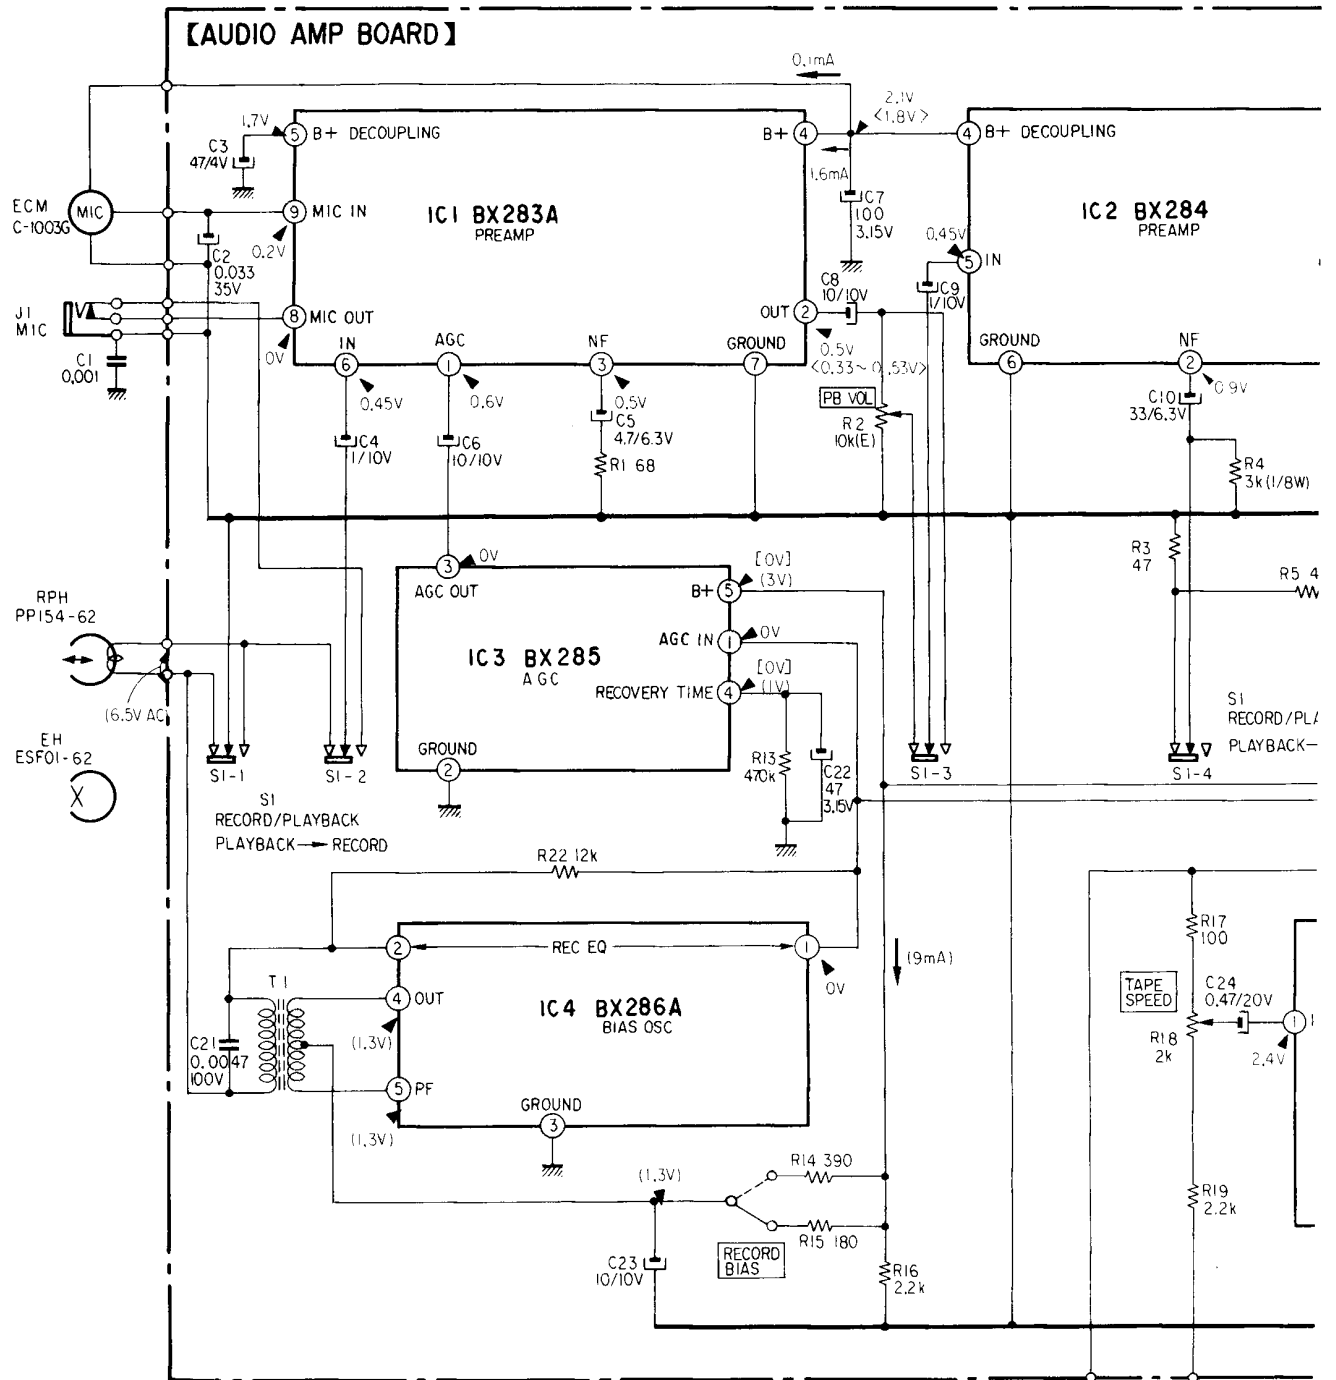 【AUDIO AMP BOARD】
0.1mA
2.1V
<1.8V>
1.7V
C3
47/4V
5 B+ DECOUPLING
B+ 4
4 B+ DECOUPLING
1.6mA
C7
100
3.15V
ECM
C-1003G
MIC
9 MIC IN
0.2V
C2
0.033
35V
IC1 BX283A
PREAMP
IC2 BX284
PREAMP
0.45V
5 IN
C9
1/10V
C8
10/10V
J1
MIC
8 MIC OUT
0V
OUT 2
0.5V
<0.33~0.53V>
C1
0.001
IN
6
0.45V
AGC
1
0.6V
NF
3
0.5V
GROUND
7
GROUND
6
NF
2
0.9V
C4
1/10V
C6
10/10V
C5
4.7/6.3V
R1 68
PB VOL
R2
10k(E)
C10
33/6.3V
R4
3k(1/8W)
3
0V
AGC OUT
[0V]
(3V)
B+ 5
R3
47
R5 4
RPH
PP154-62
AGC IN 1
0V
IC3 BX285
AGC
[0V]
(1V)
RECOVERY TIME 4
(6.5V AC)
EH
ESF01-62
GROUND
2
R13
470k
C22
47
3.15V
S1-1
S1-2
S1-3
S1-4
S1
RECORD/PLA
PLAYBACK
S1
RECORD/PLAYBACK
PLAYBACK → RECORD
R22 12k
2 REC EQ 1
0V
(9mA)
T1
4 OUT
IC4 BX286A
BIAS OSC
(1.3V)
C21
0.0047
100V
5 PF
(1.3V)
GROUND
3
R17
100
TAPE
SPEED
C24
0.47/20V
R18
2k
1
2.4V
(1.3V)
R14 390
R15 180
RECORD
BIAS
C23
10/10V
R16
2.2k
R19
2.2k